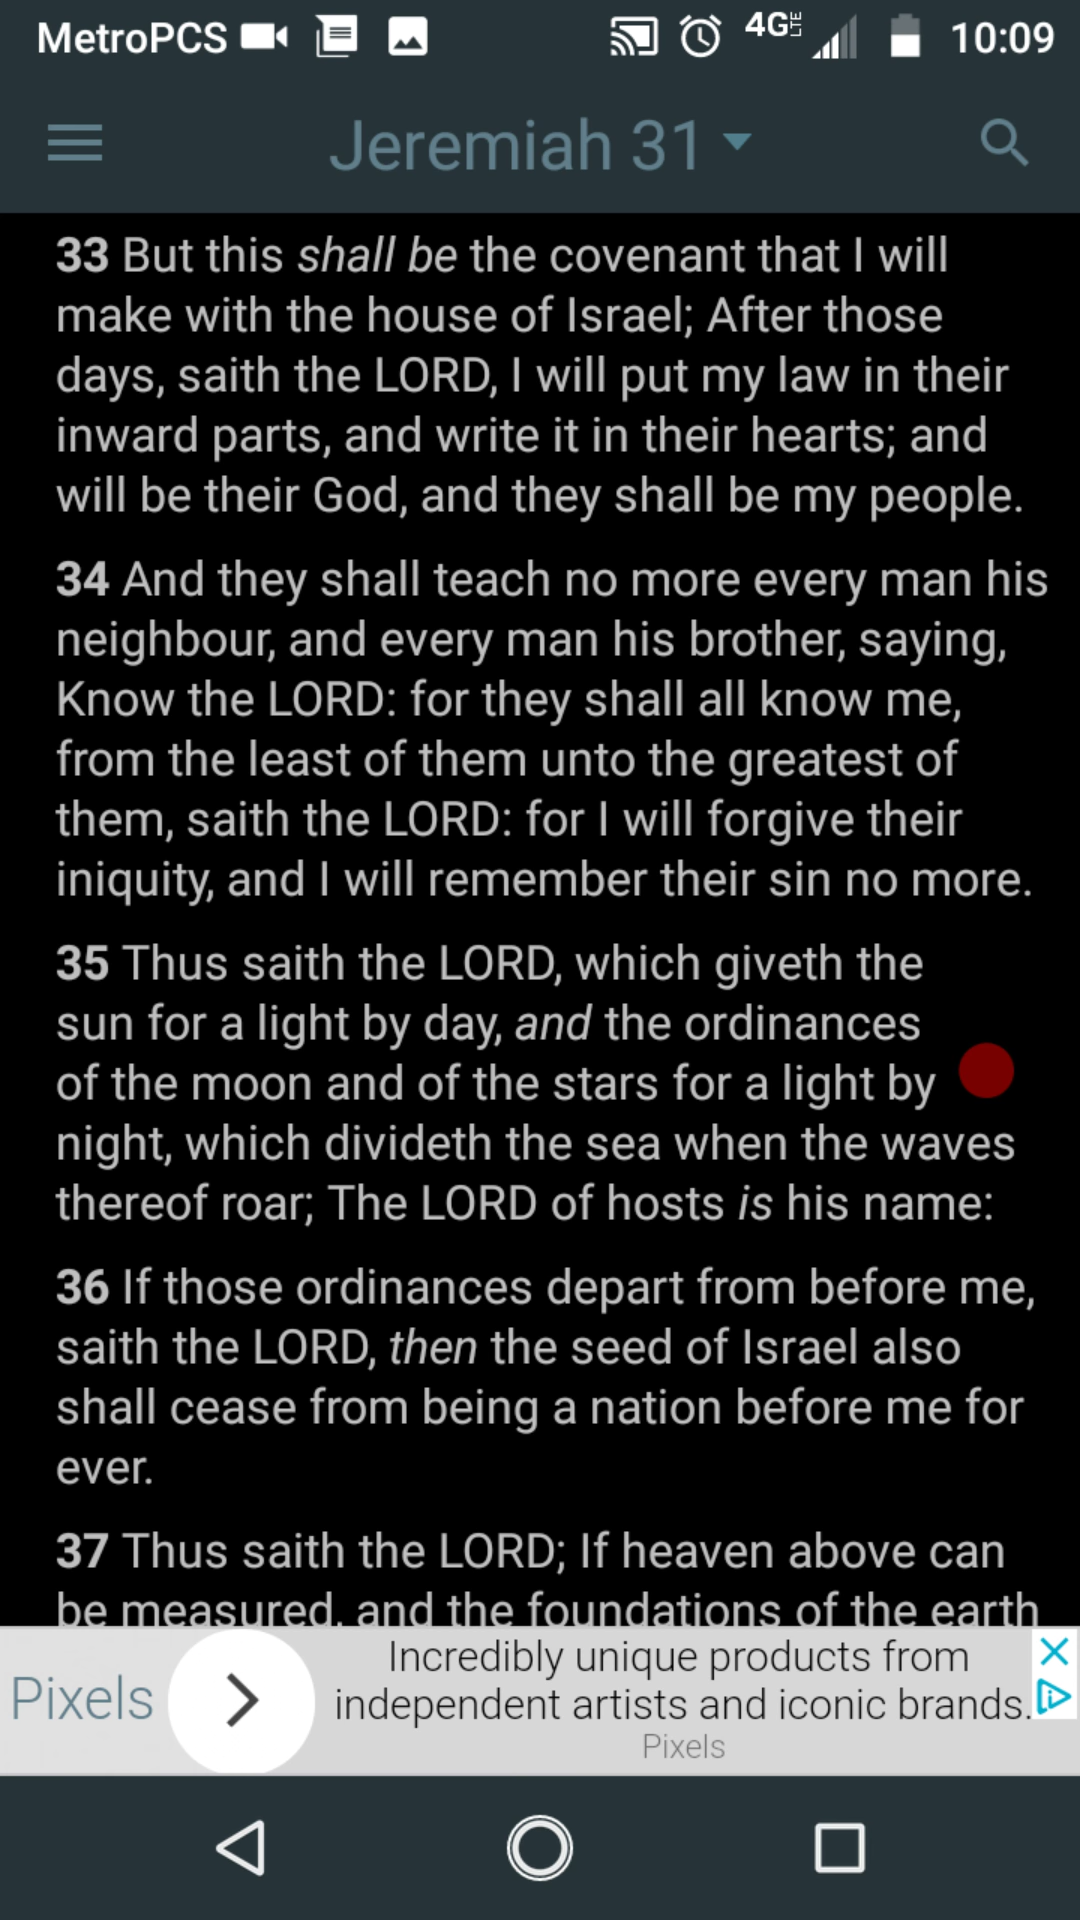 MetroPCS 4G LTE 10:09
Jeremiah 31
33 But this shall be the covenant that I will
make with the house of Israel; After those
days, saith the LORD, I will put my law in their
inward parts, and write it in their hearts; and
will be their God, and they shall be my people.
34 And they shall teach no more every man his
neighbour, and every man his brother, saying,
Know the LORD: for they shall all know me,
from the least of them unto the greatest of
them, saith the LORD: for I will forgive their
iniquity, and I will remember their sin no more.
35 Thus saith the LORD, which giveth the
sun for a light by day, and the ordinances
of the moon and of the stars for a light by
night, which divideth the sea when the waves
thereof roar; The LORD of hosts is his name:
36 If those ordinances depart from before me,
saith the LORD, then the seed of Israel also
shall cease from being a nation before me for
ever.
37 Thus saith the LORD; If heaven above can
be measured, and the foundations of the earth
Pixels
Incredibly unique products from
independent artists and iconic brands.
Pixels